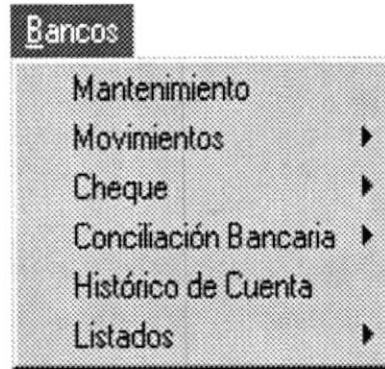 Bancos
Mantenimiento
Movimientos
Cheque
Conciliación Bancaria
Histórico de Cuenta
Listados